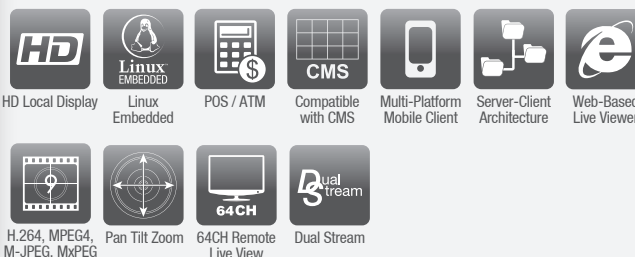 HD
Linux
EMBEDDED
$
CMS
HD Local Display
Linux
Embedded
POS / ATM
Compatible
with CMS
Multi-Platform
Mobile Client
Server-Client
Architecture
Web-Based
Live Viewer
9
64CH
Dual
Stream
H.264, MPEG4,
M-JPEG, MxPEG
Pan Tilt Zoom
64CH Remote
Live View
Dual Stream